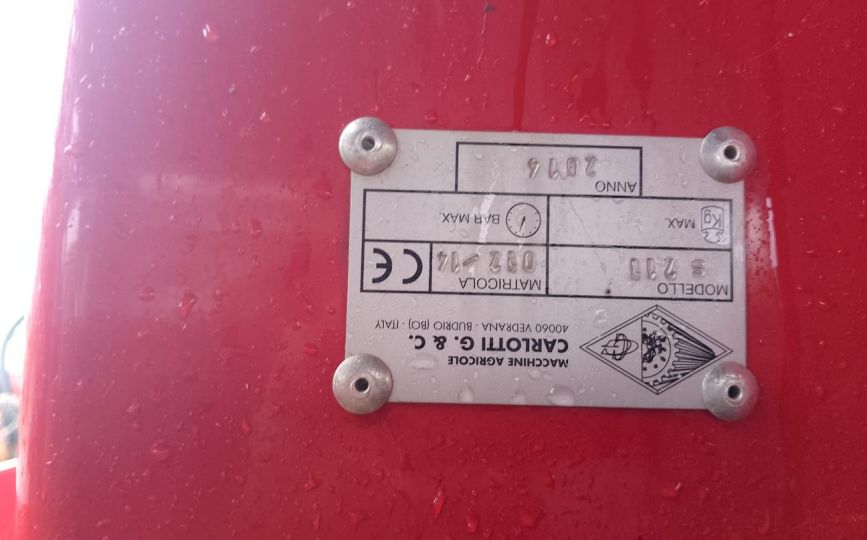 MACCHINE AGRICOLE
CARLOTTI G. & C.
40060 VEDRANA - BUDRIO (BO) - ITALY
MODELLO S 211
MATRICOLA 032/14
CE
Kg MAX.
BAR MAX.
ANNO 2014